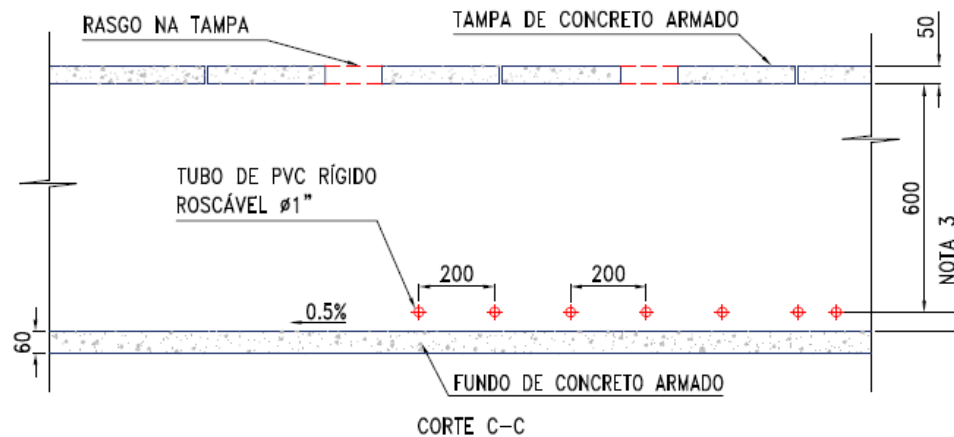 RASGO NA TAMPA
TAMPA DE CONCRETO ARMADO
50
TUBO DE PVC RÍGIDO
ROSCÁVEL ø1"
600
NOTA 3
200
200
0.5%
60
FUNDO DE CONCRETO ARMADO
CORTE C-C